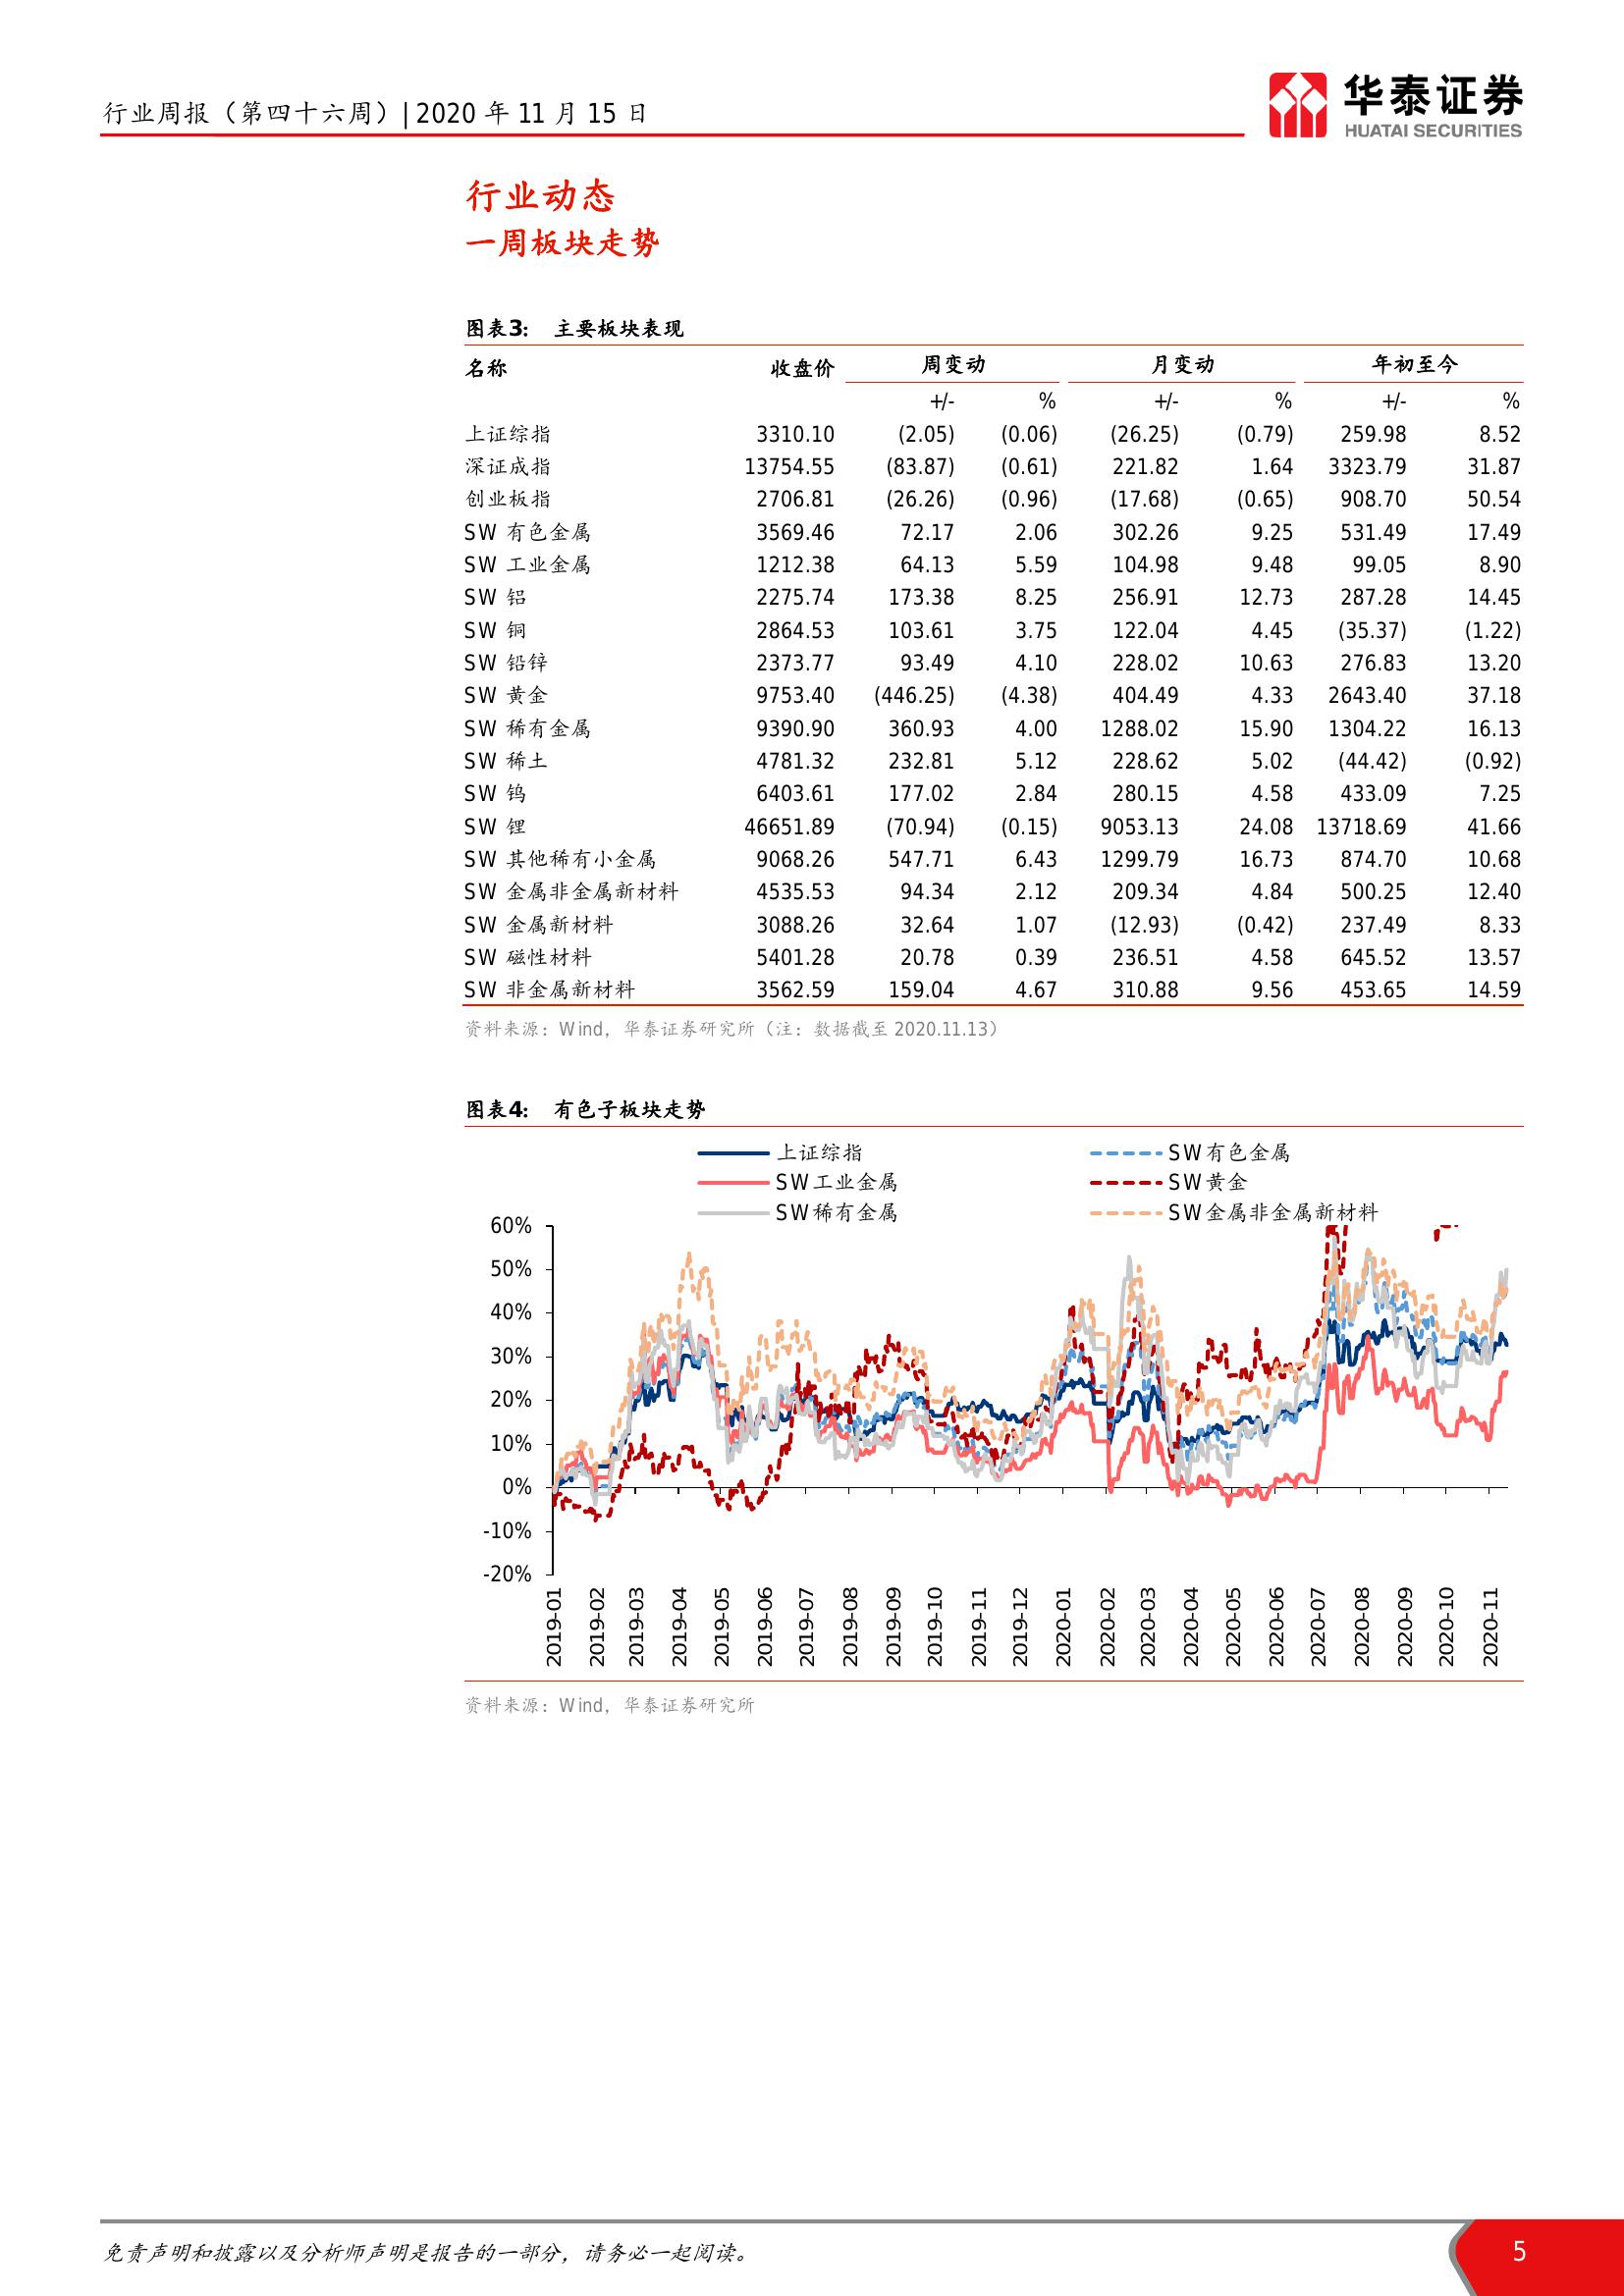 行业周报（第四十六周）| 2020 年 11 月 15 日
华泰证券
HUATAI SECURITIES
行业动态
一周板块走势
图表3： 主要板块表现
名称 收盘价 周变动 月变动 年初至今
+/- % +/- % +/- %
上证综指 3310.10 (2.05) (0.06) (26.25) (0.79) 259.98 8.52
深证成指 13754.55 (83.87) (0.61) 221.82 1.64 3323.79 31.87
创业板指 2706.81 (26.26) (0.96) (17.68) (0.65) 908.70 50.54
SW 有色金属 3569.46 72.17 2.06 302.26 9.25 531.49 17.49
SW 工业金属 1212.38 64.13 5.59 104.98 9.48 99.05 8.90
SW 铝 2275.74 173.38 8.25 256.91 12.73 287.28 14.45
SW 铜 2864.53 103.61 3.75 122.04 4.45 (35.37) (1.22)
SW 铅锌 2373.77 93.49 4.10 228.02 10.63 276.83 13.20
SW 黄金 9753.40 (446.25) (4.38) 404.49 4.33 2643.40 37.18
SW 稀有金属 9390.90 360.93 4.00 1288.02 15.90 1304.22 16.13
SW 稀土 4781.32 232.81 5.12 228.62 5.02 (44.42) (0.92)
SW 钨 6403.61 177.02 2.84 280.15 4.58 433.09 7.25
SW 锂 46651.89 (70.94) (0.15) 9053.13 24.08 13718.69 41.66
SW 其他稀有小金属 9068.26 547.71 6.43 1299.79 16.73 874.70 10.68
SW 金属非金属新材料 4535.53 94.34 2.12 209.34 4.84 500.25 12.40
SW 金属新材料 3088.26 32.64 1.07 (12.93) (0.42) 237.49 8.33
SW 磁性材料 5401.28 20.78 0.39 236.51 4.58 645.52 13.57
SW 非金属新材料 3562.59 159.04 4.67 310.88 9.56 453.65 14.59
资料来源：Wind，华泰证券研究所（注：数据截至 2020.11.13）
图表4： 有色子板块走势
上证综指 SW有色金属
SW工业金属 SW黄金
SW稀有金属 SW金属非金属新材料
60%
50%
40%
30%
20%
10%
0%
-10%
-20%
2019-01 2019-02 2019-03 2019-04 2019-05 2019-06 2019-07 2019-08 2019-09 2019-10 2019-11 2019-12 2020-01 2020-02 2020-03 2020-04 2020-05 2020-06 2020-07 2020-08 2020-09 2020-10 2020-11
资料来源：Wind，华泰证券研究所
免责声明和披露以及分析师声明是报告的一部分，请务必一起阅读。
5